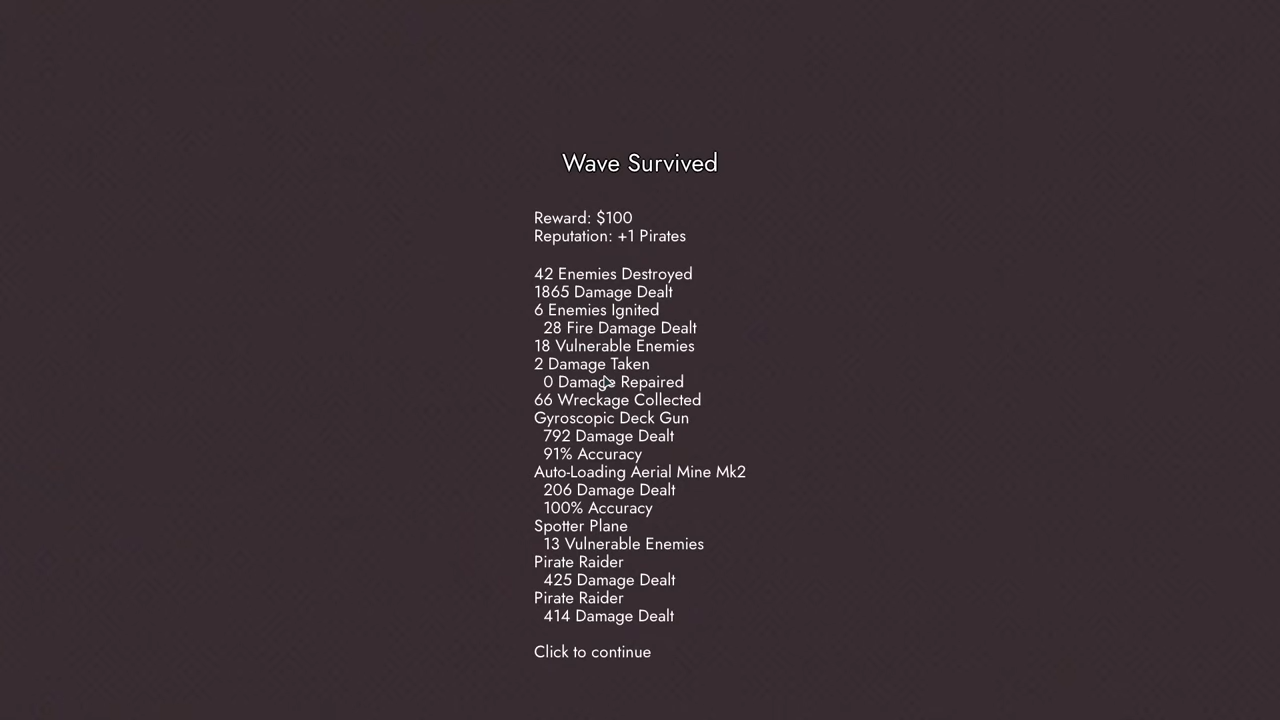 Wave Survived
Reward: $100
Reputation: +1 Pirates
42 Enemies Destroyed
1865 Damage Dealt
6 Enemies Ignited
28 Fire Damage Dealt
18 Vulnerable Enemies
2 Damage Taken
0 Damage Repaired
66 Wreckage Collected
Gyroscopic Deck Gun
792 Damage Dealt
91% Accuracy
Auto-Loading Aerial Mine Mk2
206 Damage Dealt
100% Accuracy
Spotter Plane
13 Vulnerable Enemies
Pirate Raider
425 Damage Dealt
Pirate Raider
414 Damage Dealt
Click to continue